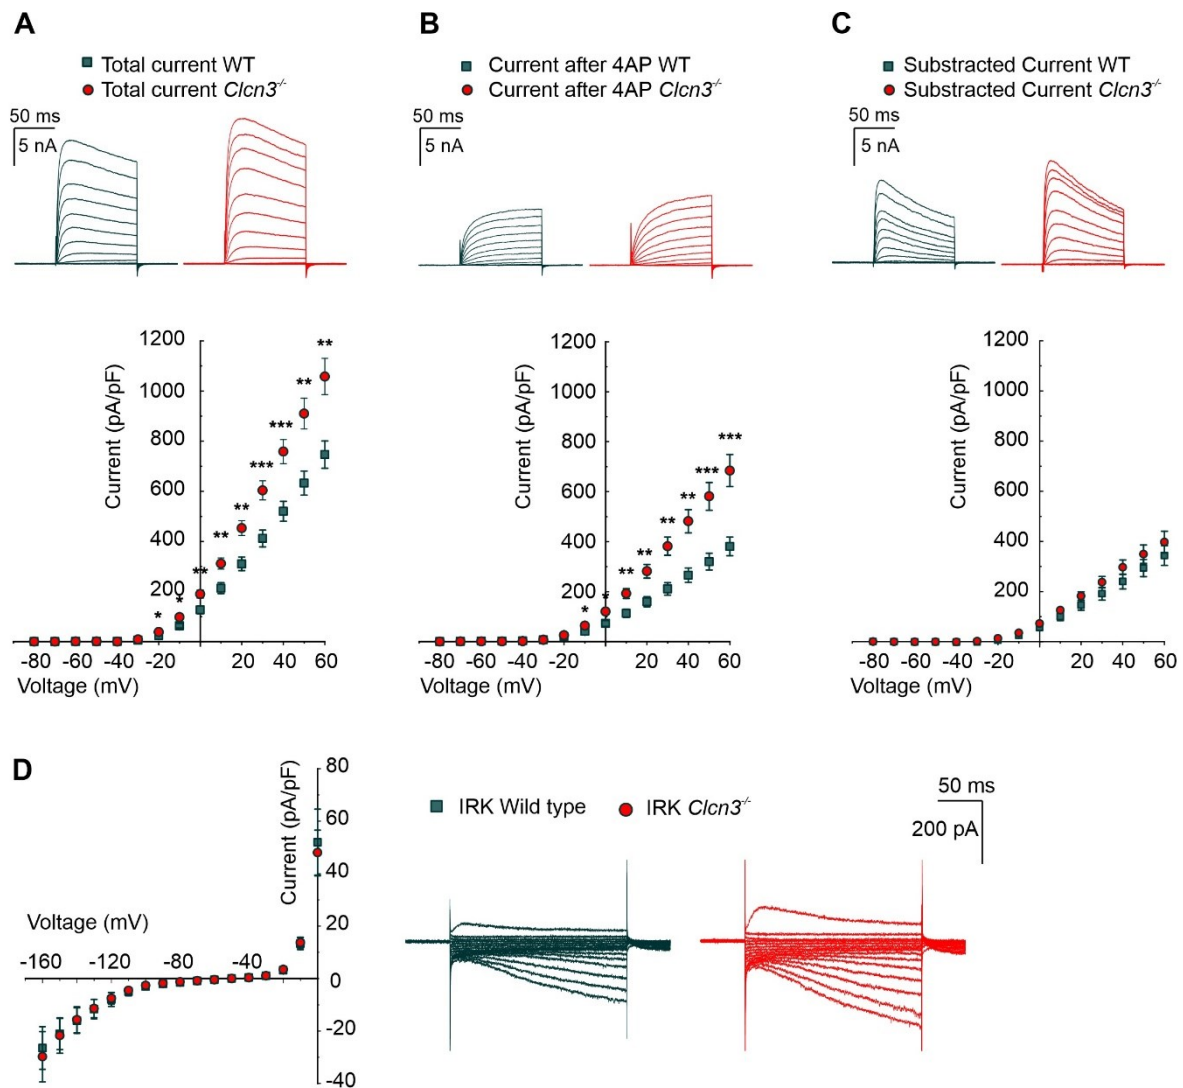 A
Total current WT
Total current Clcn3-/-
50 ms
5 nA
1200
1000
800
600
400
200
Current (pA/pF)
**
**
***
***
**
**
**
*
*
-80 -60 -40 -20 20 40 60
Voltage (mV)
B
Current after 4AP WT
Current after 4AP Clcn3-/-
50 ms
5 nA
1200
1000
800
600
400
200
Current (pA/pF)
***
***
**
**
**
**
*
*
-80 -60 -40 -20 20 40 60
Voltage (mV)
C
Substracted Current WT
Substracted Current Clcn3-/-
50 ms
5 nA
1200
1000
800
600
400
200
Current (pA/pF)
-80 -60 -40 -20 20 40 60
Voltage (mV)
D
80
60
40
20
0
-20
-40
Current (pA/pF)
Voltage (mV)
-160 -120 -80 -40
IRK Wild type
IRK Clcn3-/-
50 ms
200 pA